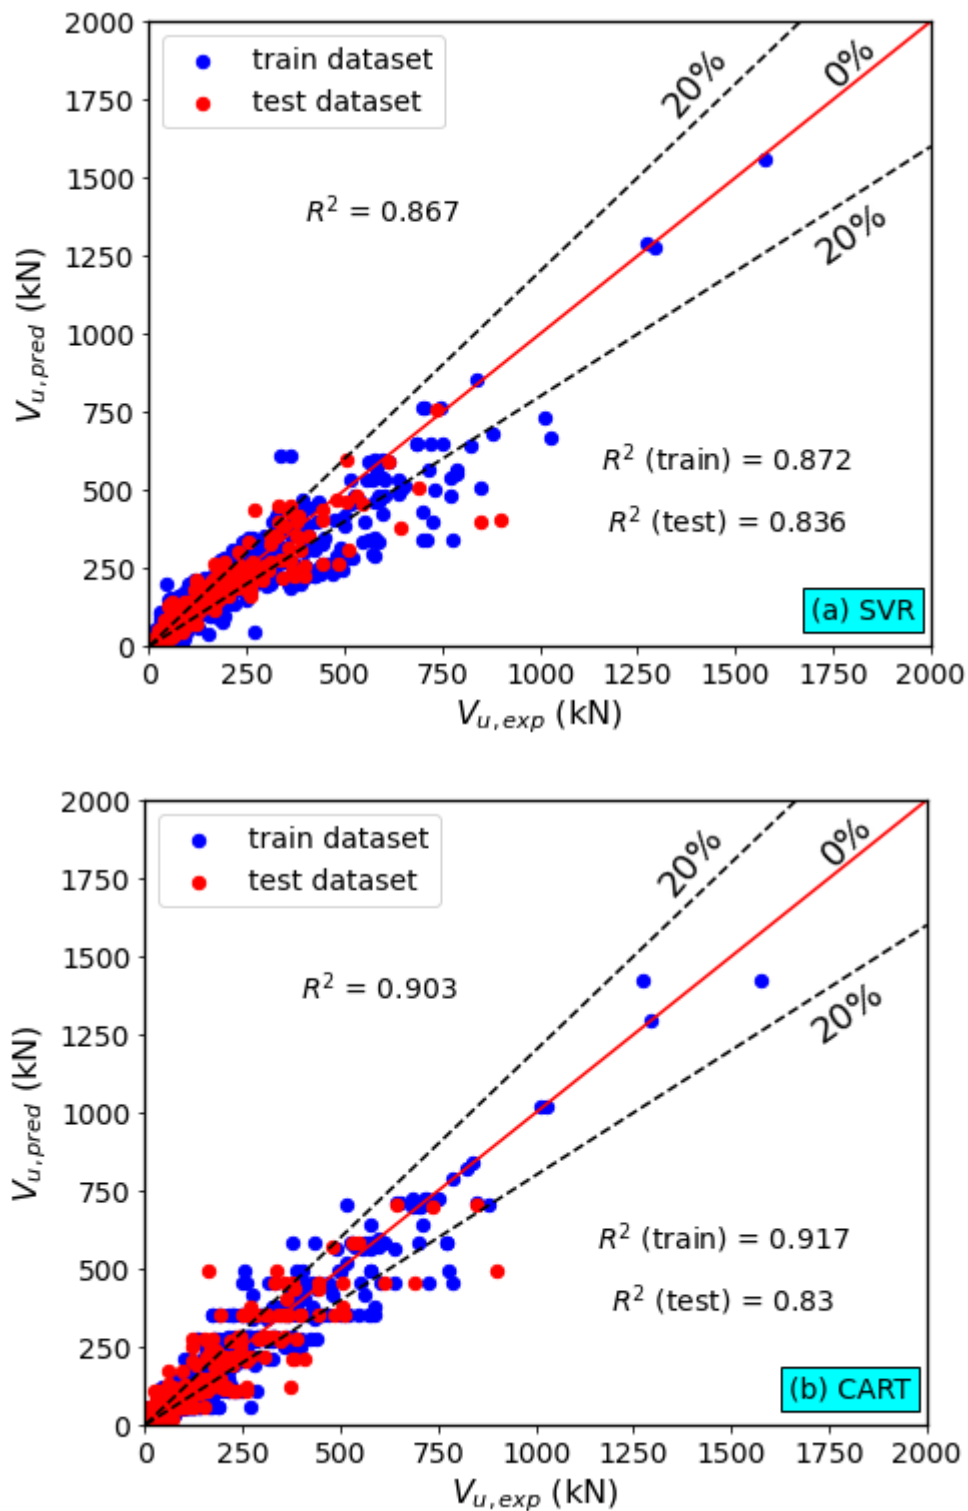 2000
train dataset
test dataset
20%
0%
1750
1500
R² = 0.867
1250
20%
1000
V_{u,pred} (kN)
750
R² (train) = 0.872
500
R² (test) = 0.836
250
(a) SVR
0
0 250 500 750 1000 1250 1500 1750 2000
V_{u,exp} (kN)
2000
train dataset
test dataset
20%
0%
1750
1500
R² = 0.903
1250
20%
1000
V_{u,pred} (kN)
750
R² (train) = 0.917
500
R² (test) = 0.83
250
(b) CART
0
0 250 500 750 1000 1250 1500 1750 2000
V_{u,exp} (kN)